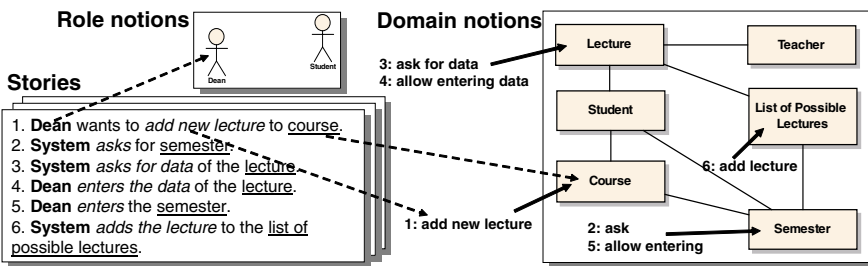 Role notions
Domain notions
Dean
Student
Stories
1. Dean wants to add new lecture to course.
2. System asks for semester.
3. System asks for data of the lecture.
4. Dean enters the data of the lecture.
5. Dean enters the semester.
6. System adds the lecture to the list of
possible lectures.
3: ask for data
4: allow entering data
1: add new lecture
Lecture
Teacher
Student
List of Possible
Lectures
6: add lecture
Course
2: ask
5: allow entering
Semester